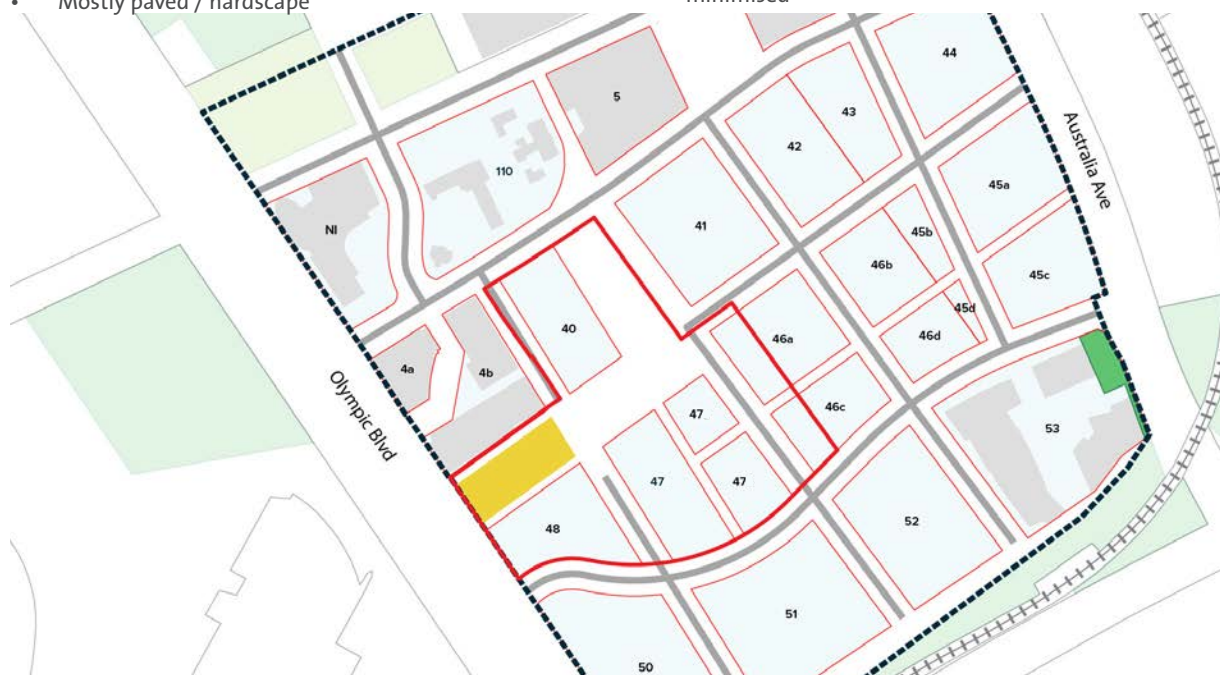 • Mostly paved / hardscape
minimised
44
5
43
42
Australia Ave
110
45a
NI
41
45b
46b
45c
45d
40
46d
46a
4a
4b
Olympic Blvd
46c
47
53
47
47
52
48
51
50